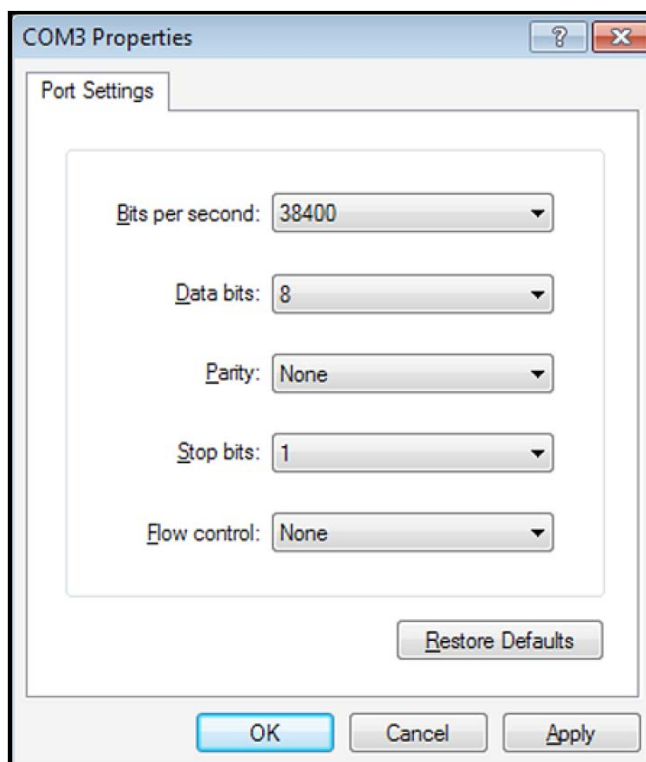 COM3 Properties
Port Settings
Bits per second: 38400
Data bits: 8
Parity: None
Stop bits: 1
Flow control: None
Restore Defaults
OK Cancel Apply